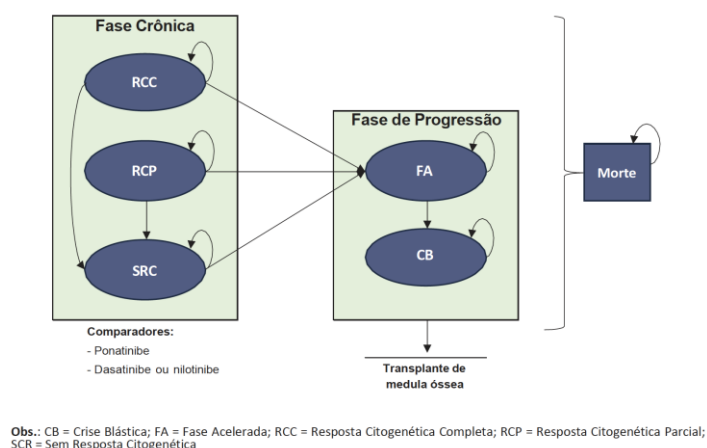 Fase Crônica
RCC
RCP
SRC
Fase de Progressão
FA
CB
Morte
Comparadores:
- Ponatinibe
- Dasatinibe ou nilotinibe
Transplante de
medula óssea
Obs.: CB = Crise Blástica; FA = Fase Acelerada; RCC = Resposta Citogenética Completa; RCP = Resposta Citogenética Parcial;
SCR = Sem Resposta Citogenética